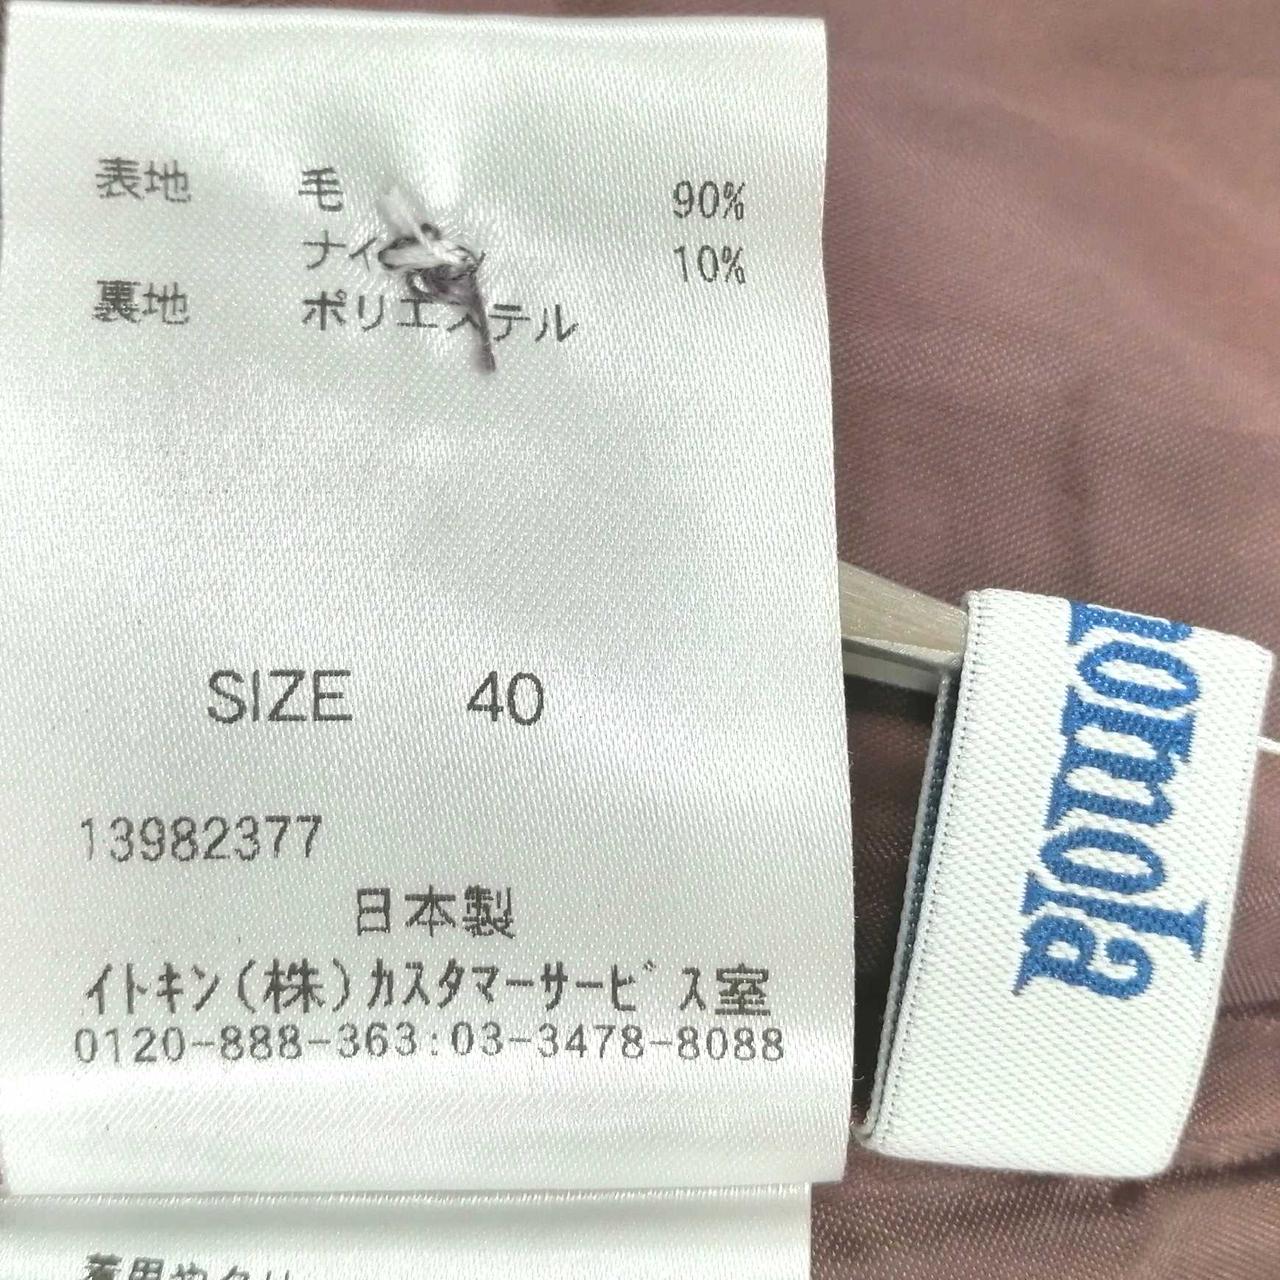 表地 毛 90%
ナイ 10%
裏地 ポリエステル
SIZE 40
13982377
日本製
イトキン(株)カスタマーサービス室
0120-888-363:03-3478-8088
nomola